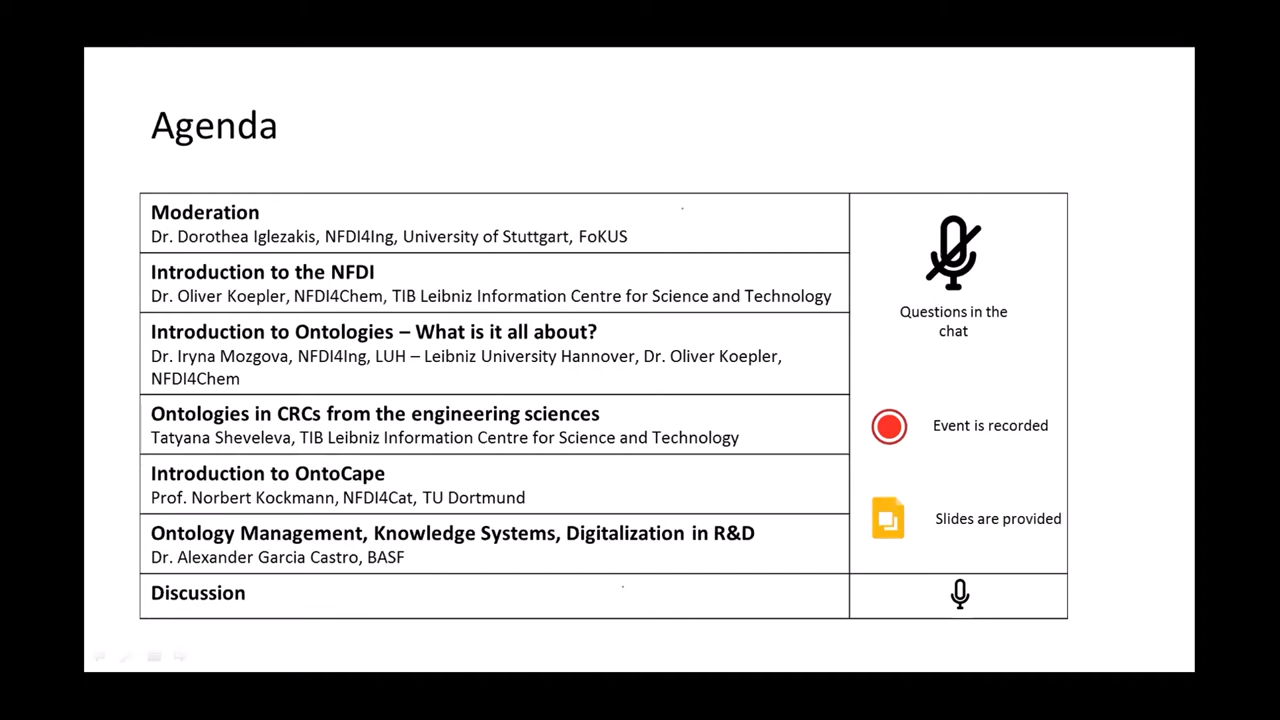 Agenda
Moderation
Dr. Dorothea Iglezakis, NFDI4Ing, University of Stuttgart, FoKUS
Introduction to the NFDI
Dr. Oliver Koepler, NFDI4Chem, TIB Leibniz Information Centre for Science and Technology
Introduction to Ontologies – What is it all about?
Dr. Iryna Mozgova, NFDI4Ing, LUH – Leibniz University Hannover, Dr. Oliver Koepler,
NFDI4Chem
Ontologies in CRCs from the engineering sciences
Tatyana Sheveleva, TIB Leibniz Information Centre for Science and Technology
Introduction to OntoCape
Prof. Norbert Kockmann, NFDI4Cat, TU Dortmund
Ontology Management, Knowledge Systems, Digitalization in R&D
Dr. Alexander Garcia Castro, BASF
Discussion
Questions in the
chat
Event is recorded
Slides are provided